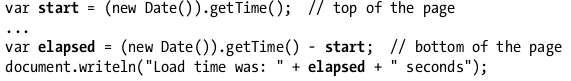 var start = (new Date()).getTime();  // top of the page
...
var elapsed = (new Date()).getTime() - start;  // bottom of the page
document.writeln("Load time was: " + elapsed + " seconds");